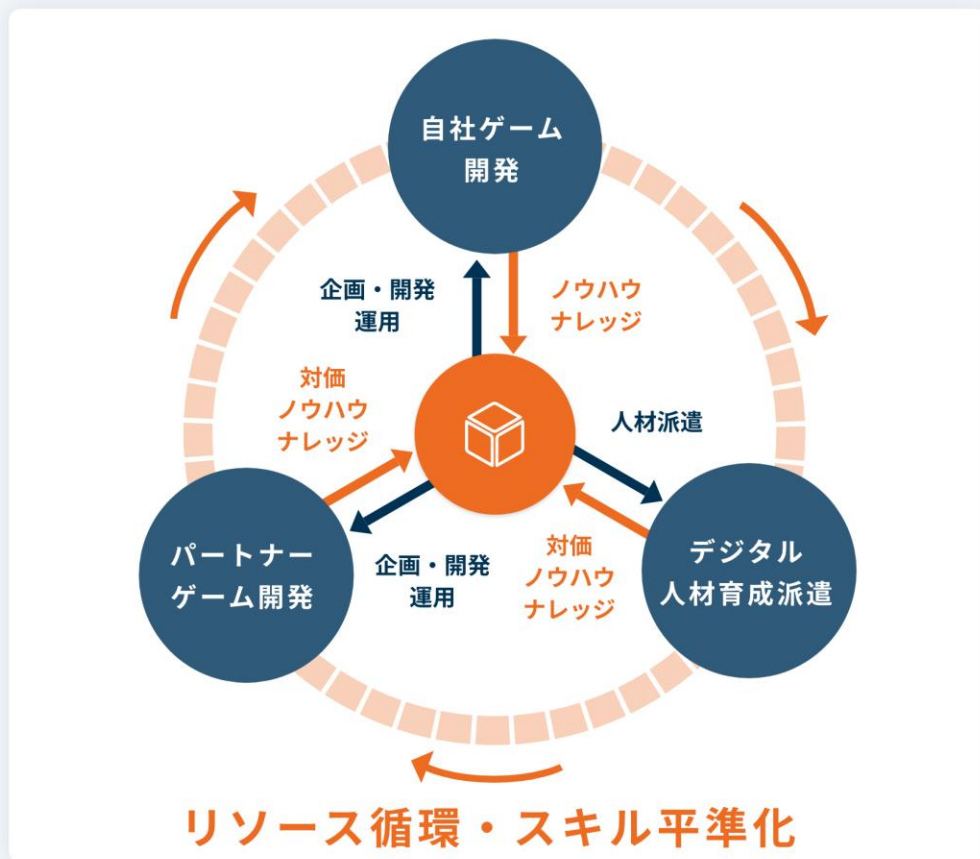 自社ゲーム
開発
企画・開発
運用
ノウハウ
ナレッジ
対価
ノウハウ
ナレッジ
人材派遣
パートナー
ゲーム開発
企画・開発
運用
対価
ノウハウ
ナレッジ
デジタル
人材育成派遣
リソース循環・スキル平準化